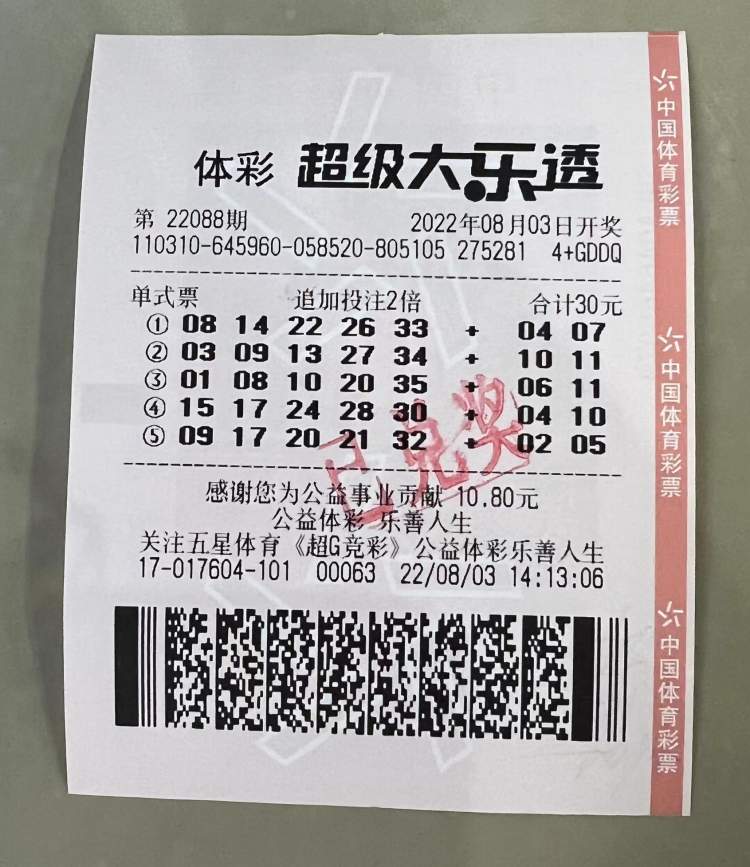 体彩 超级大乐透
第 22088期 2022年08月03日开奖
110310-645960-058520-805105 275281 4+GDDQ
单式票 追加投注2倍 合计30元
① 08 14 22 26 33 + 04 07
② 03 09 13 27 34 + 10 11
③ 01 08 10 20 35 + 06 11
④ 15 17 24 28 30 + 04 10
⑤ 09 17 20 21 32 + 02 05
已兑奖
感谢您为公益事业贡献 10.80元
公益体彩 乐善人生
关注五星体育《超G竞彩》公益体彩乐善人生
17-017604-101 00063 22/08/03 14:13:06
中国体育彩票
中国体育彩票
中国体育彩票